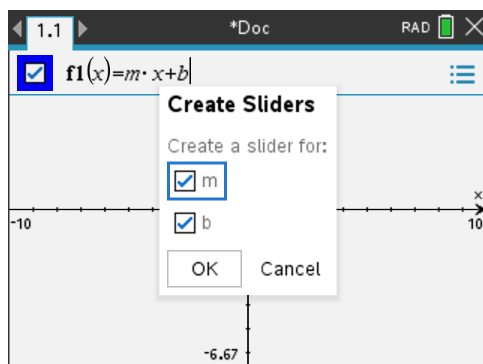 1.1 *Doc RAD
f1(x)=m· x+b
Create Sliders
Create a slider for:
m
x
-10 10
b
OK Cancel
-6.67